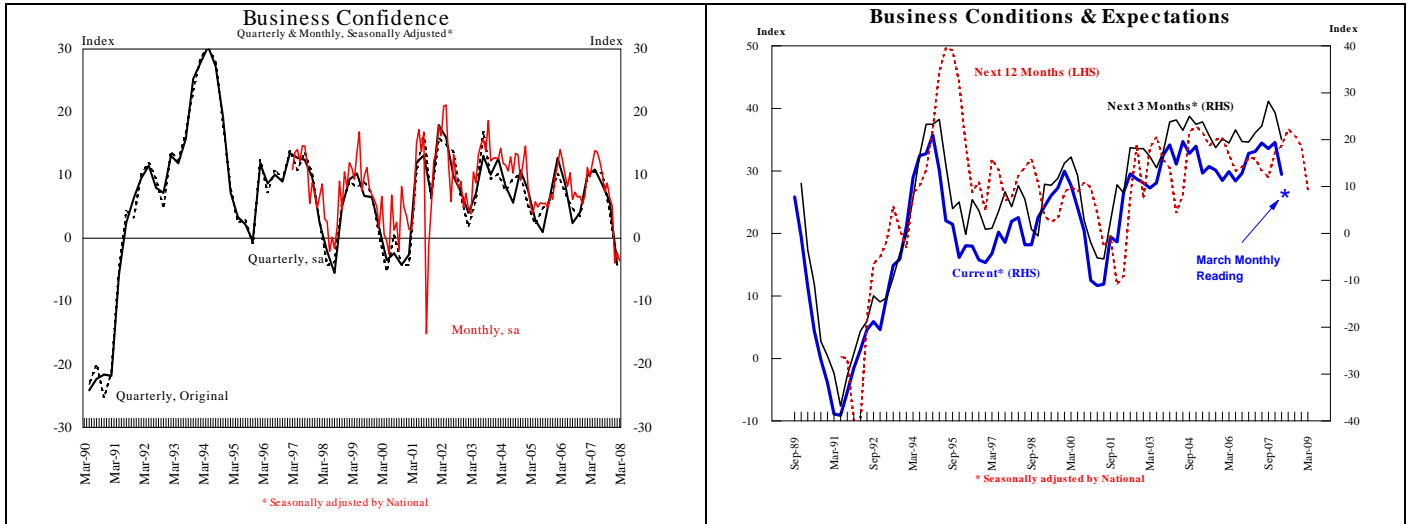 Business Confidence
Quarterly & Monthly, Seasonally Adjusted*
Index
Index
30
20
10
0
-10
-20
-30
30
20
10
0
-10
-20
-30
Quarterly, sa
Monthly, sa
Quarterly, Original
Mar-90
Mar-91
Mar-92
Mar-93
Mar-94
Mar-95
Mar-96
Mar-97
Mar-98
Mar-99
Mar-00
Mar-01
Mar-02
Mar-03
Mar-04
Mar-05
Mar-06
Mar-07
Mar-08
* Seasonally adjusted by National
Business Conditions & Expectations
Index
Index
50
40
30
20
10
0
-10
40
30
20
10
0
-10
-20
-30
-40
Next 12 Months (LHS)
Next 3 Months* (RHS)
Current* (RHS)
*
March Monthly
Reading
Sep-89
Mar-91
Sep-92
Mar-94
Sep-95
Mar-97
Sep-98
Mar-00
Sep-01
Mar-03
Sep-04
Mar-06
Sep-07
Mar-09
* Seasonally adjusted by National